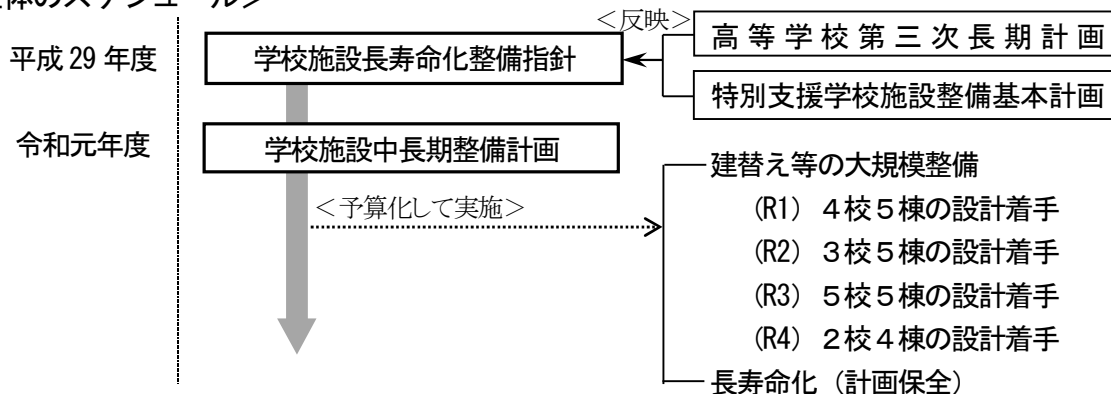 体のスケジュール＞
＜反映＞
高等学校第三次長期計画
平成29年度
学校施設長寿命化整備指針
特別支援学校施設整備基本計画
令和元年度
学校施設中長期整備計画
建替え等の大規模整備
＜予算化して実施＞
(R1) ４校５棟の設計着手
(R2) ３校５棟の設計着手
(R3) ５校５棟の設計着手
(R4) ２校４棟の設計着手
長寿命化（計画保全）